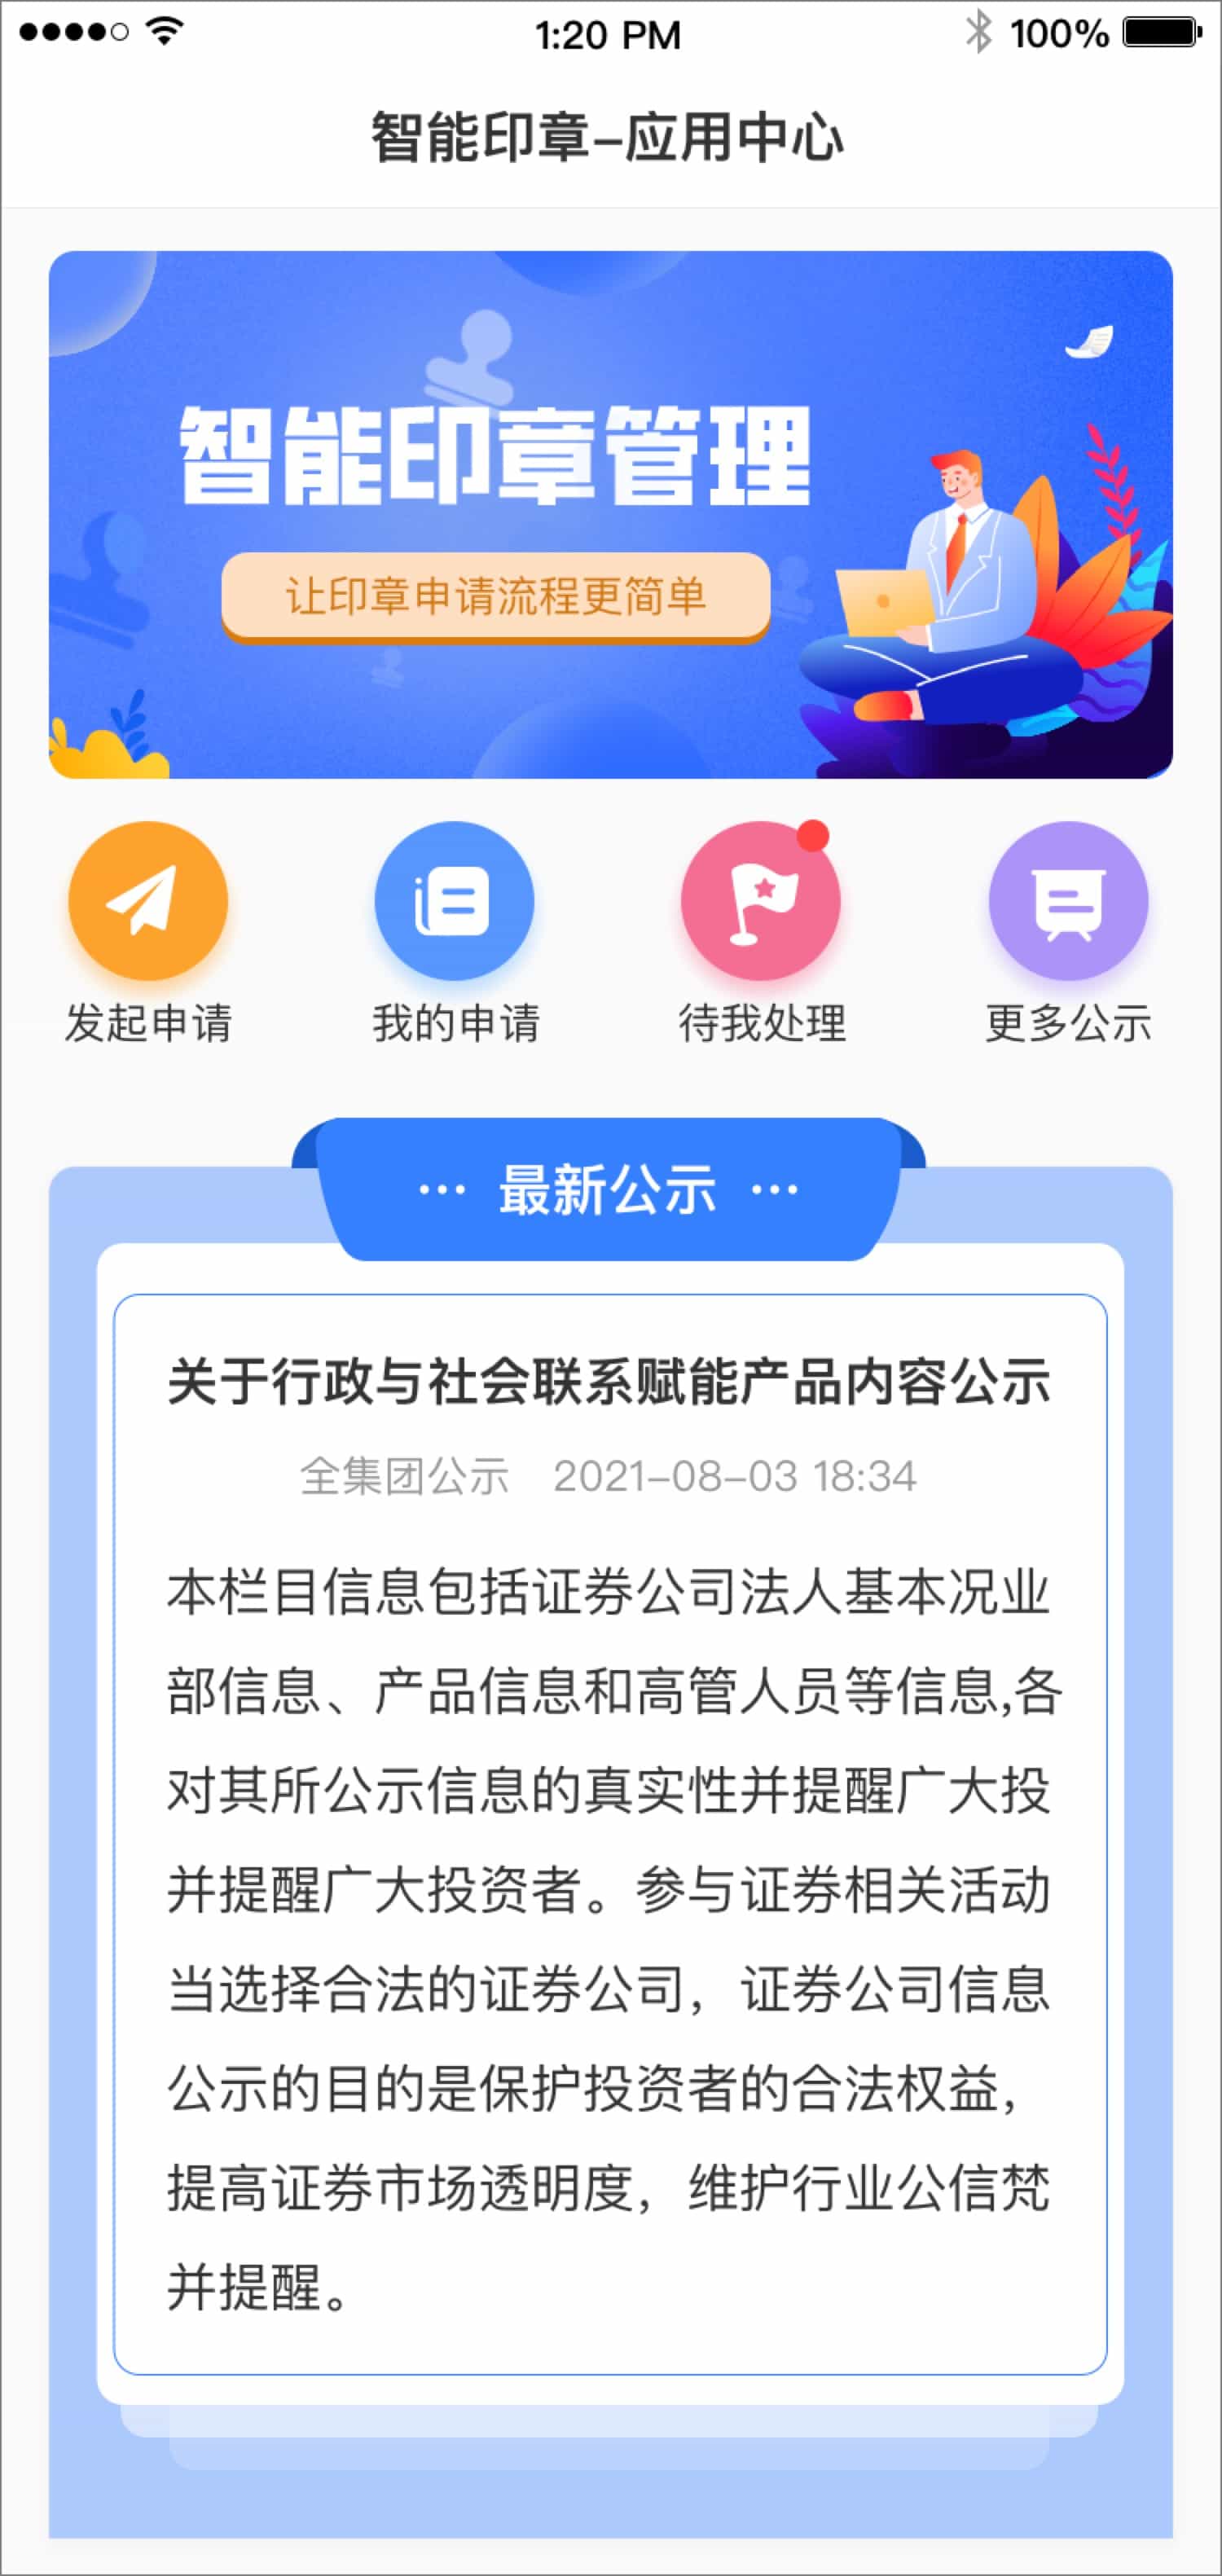 1:20 PM
100%
智能印章-应用中心
智能印章管理
让印章申请流程更简单
发起申请 我的申请 待我处理 更多公示
··· 最新公示 ···
关于行政与社会联系赋能产品内容公示
全集团公示 2021-08-03 18:34
本栏目信息包括证券公司法人基本况业
部信息、产品信息和高管人员等信息,各
对其所公示信息的真实性并提醒广大投
并提醒广大投资者。参与证券相关活动
当选择合法的证券公司，证券公司信息
公示的目的是保护投资者的合法权益，
提高证券市场透明度，维护行业公信梵
并提醒。